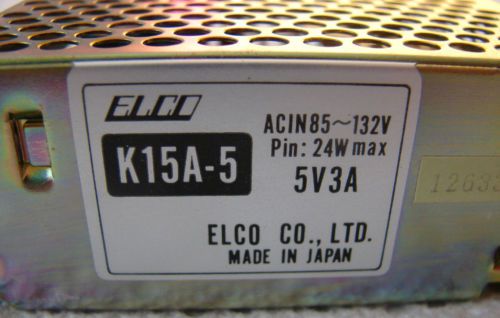 ELCO
K15A-5
ACIN85~132V
Pin: 24W max
5V3A
ELCO CO., LTD.
MADE IN JAPAN